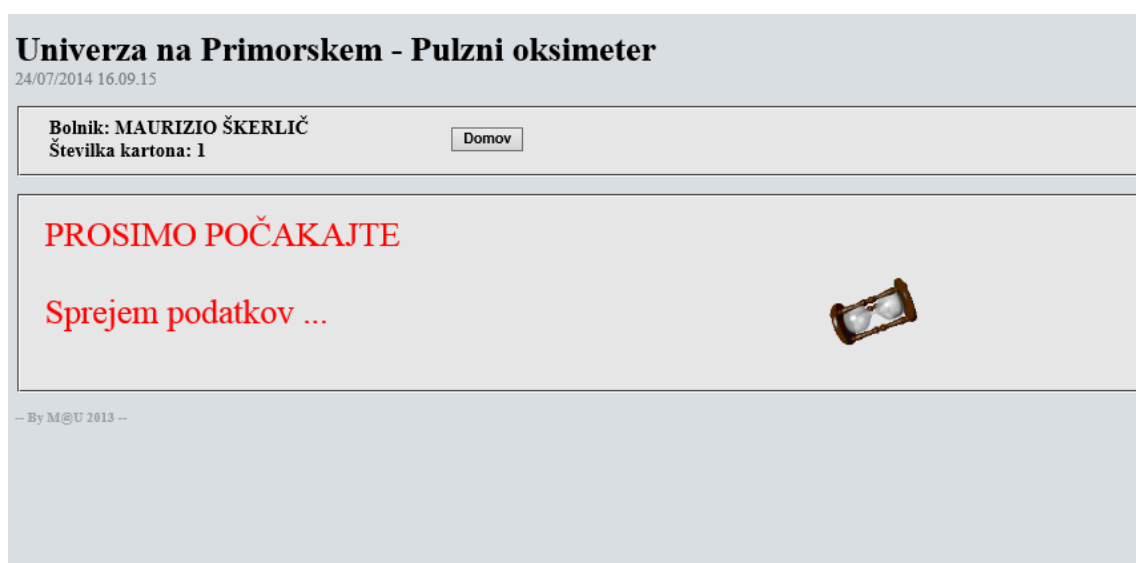 Univerza na Primorskem - Pulzni oksimeter
24/07/2014 16.09.15
Bolnik: MAURIZIO ŠKERLIČ
Številka kartona: 1
Domov
PROSIMO POČAKAJTE
Sprejem podatkov ...
-- By M@U 2013 --